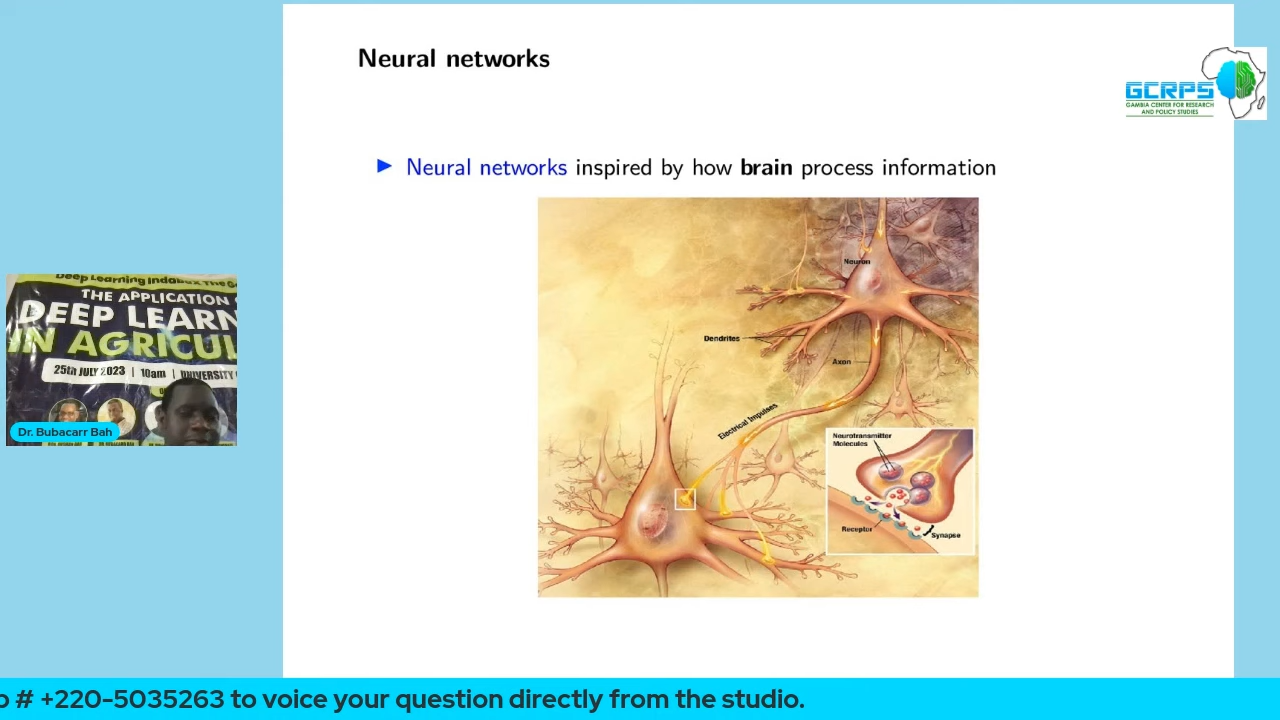 Neural networks
GCRPS
GAMBIA CENTER FOR RESEARCH
AND POLICY STUDIES
▶ Neural networks inspired by how brain process information
Neuron
Dendrites
Axon
Electrical Impulses
Neurotransmitter
Molecules
Receptor
Synapse
Deep Learning
THE APPLICATION
DEEP LEARN
IN AGRICUL
25th JULY 2023 | 10am | UNIVERSITY
Dr. Bubacarr Bah
# +220-5035263 to voice your question directly from the studio.